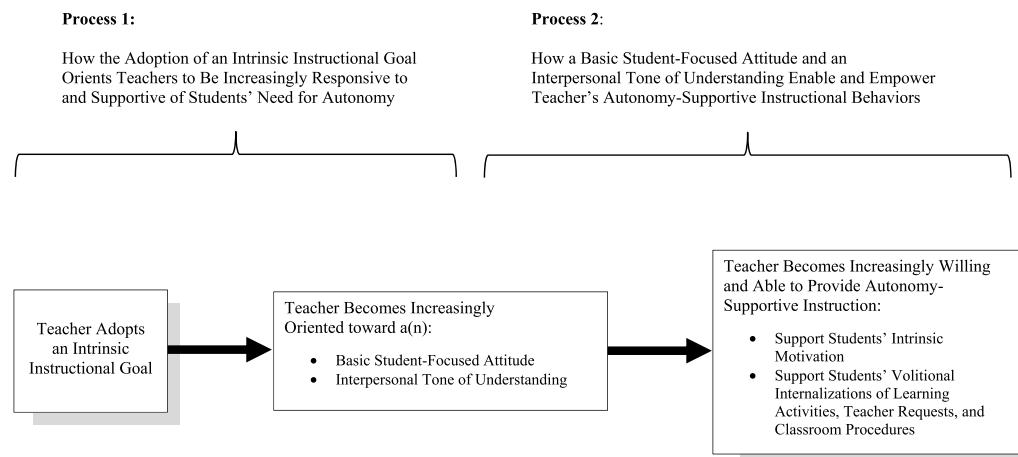 Process 1:
How the Adoption of an Intrinsic Instructional Goal
Orients Teachers to Be Increasingly Responsive to
and Supportive of Students' Need for Autonomy
Process 2:
How a Basic Student-Focused Attitude and an
Interpersonal Tone of Understanding Enable and Empower
Teacher's Autonomy-Supportive Instructional Behaviors
Teacher Adopts
an Intrinsic
Instructional Goal
Teacher Becomes Increasingly
Oriented toward a(n):
• Basic Student-Focused Attitude
• Interpersonal Tone of Understanding
Teacher Becomes Increasingly Willing
and Able to Provide Autonomy-
Supportive Instruction:
• Support Students' Intrinsic
Motivation
• Support Students' Volitional
Internalizations of Learning
Activities, Teacher Requests, and
Classroom Procedures